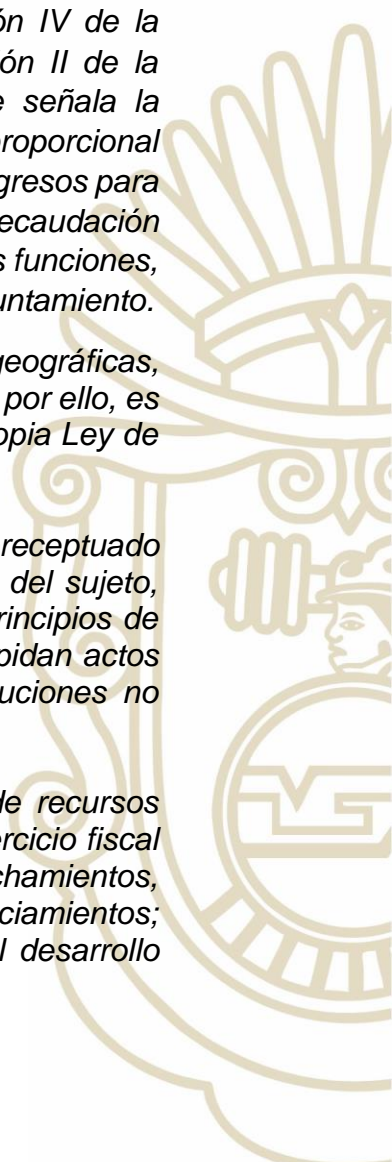 ón IV de la
ón II de la
e señala la
proporcional
gresos para
ecaudación
s funciones,
untamiento.
geográficas,
por ello, es
opia Ley de
receptuado
del sujeto,
rincipios de
pidan actos
uciones no
de recursos
ercicio fiscal
chamientos,
ciamientos;
l desarrollo